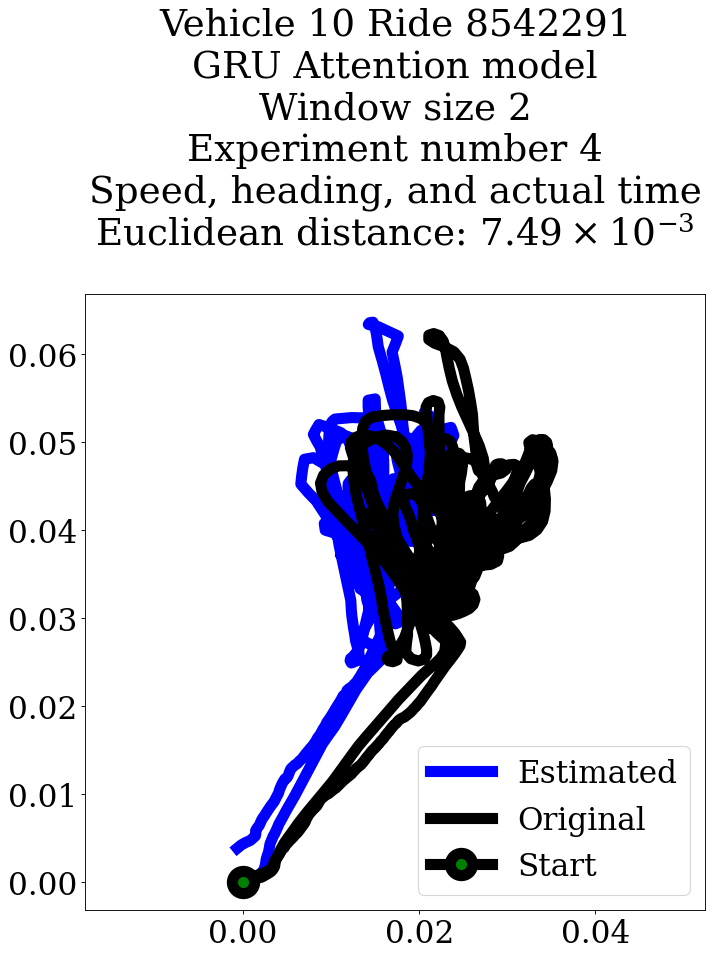 Vehicle 10 Ride 8542291
GRU Attention model
Window size 2
Experiment number 4
Speed, heading, and actual time
Euclidean distance: 7.49 × 10⁻³
0.06
0.05
0.04
0.03
0.02
0.01
0.00
Estimated
Original
Start
0.00 0.02 0.04